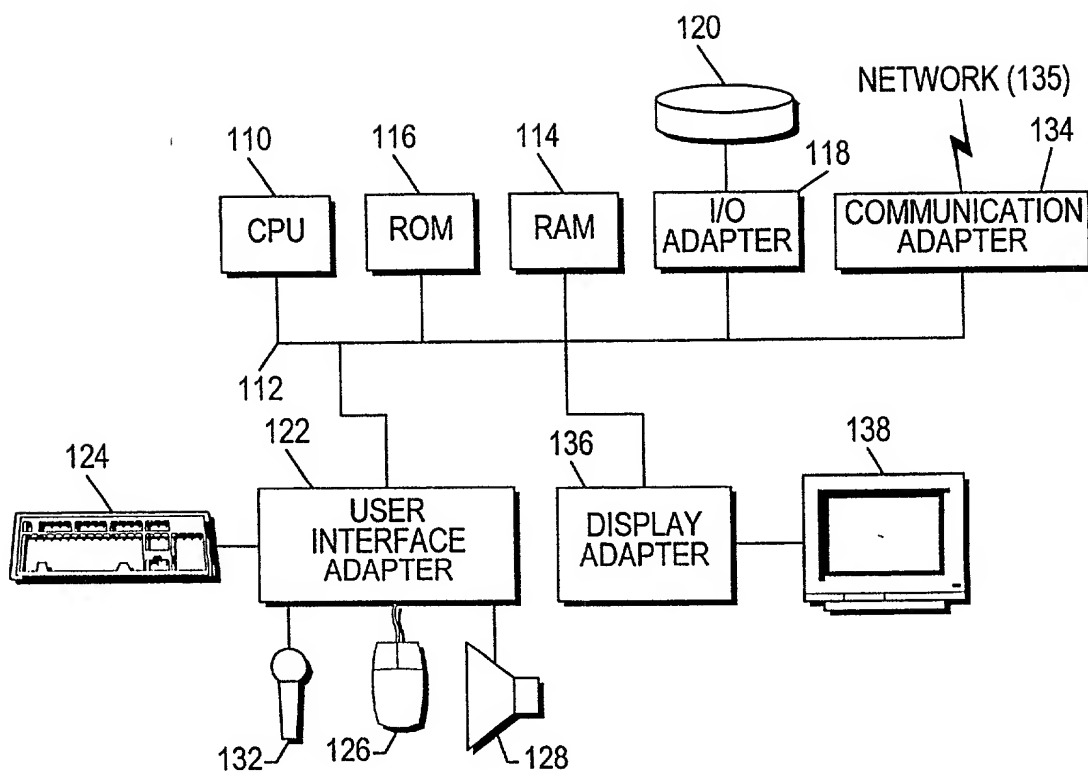 120
NETWORK (135)
110
116
114
118
134
CPU
ROM
RAM
I/O
ADAPTER
COMMUNICATION
ADAPTER
112
122
124
136
138
USER
INTERFACE
ADAPTER
DISPLAY
ADAPTER
132
126
128